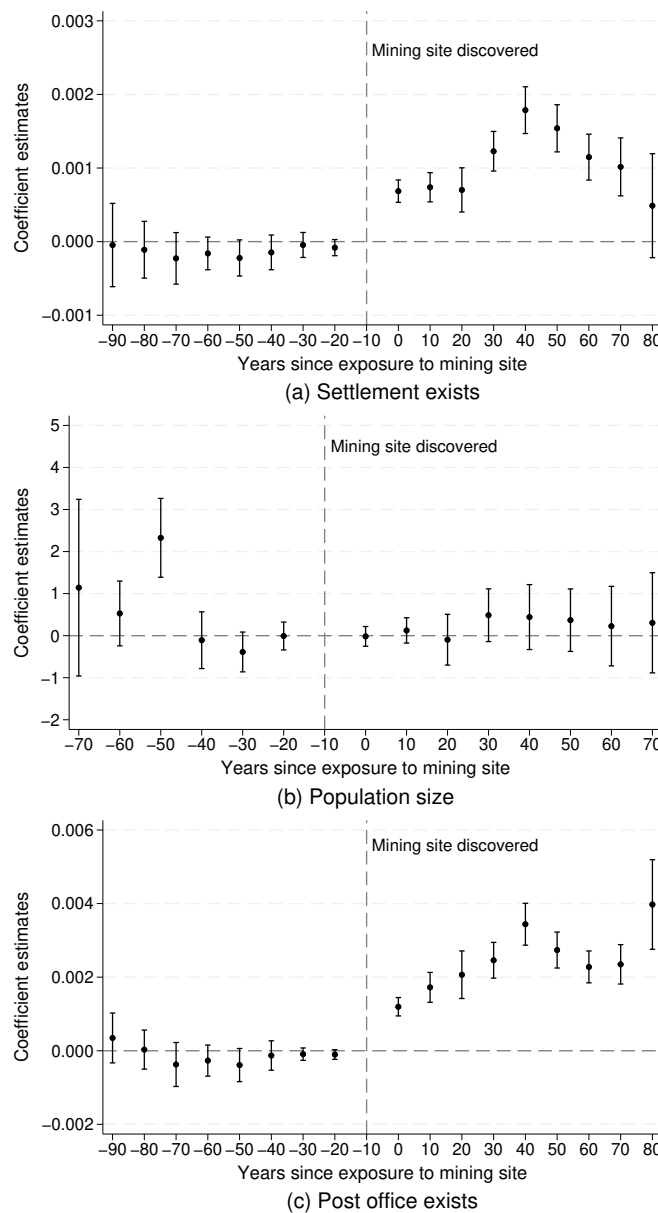 0.003
0.002
0.001
0.000
−0.001
Coefficient estimates
Mining site discovered
−90 −80 −70 −60 −50 −40 −30 −20 −10 0 10 20 30 40 50 60 70 80
Years since exposure to mining site
(a) Settlement exists
5
4
3
2
1
0
−1
−2
Coefficient estimates
Mining site discovered
−70 −60 −50 −40 −30 −20 −10 0 10 20 30 40 50 60 70
Years since exposure to mining site
(b) Population size
0.006
0.004
0.002
0.000
−0.002
Coefficient estimates
Mining site discovered
−90 −80 −70 −60 −50 −40 −30 −20 −10 0 10 20 30 40 50 60 70 80
Years since exposure to mining site
(c) Post office exists